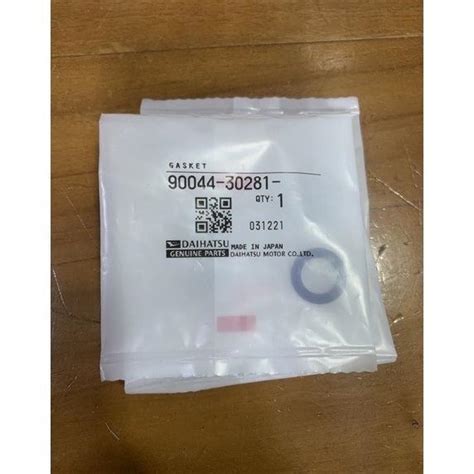 GASKET
90044-30281-
QTY: 1
031221
DAIHATSU
GENUINE PARTS
MADE IN JAPAN
DAIHATSU MOTOR CO.,LTD.